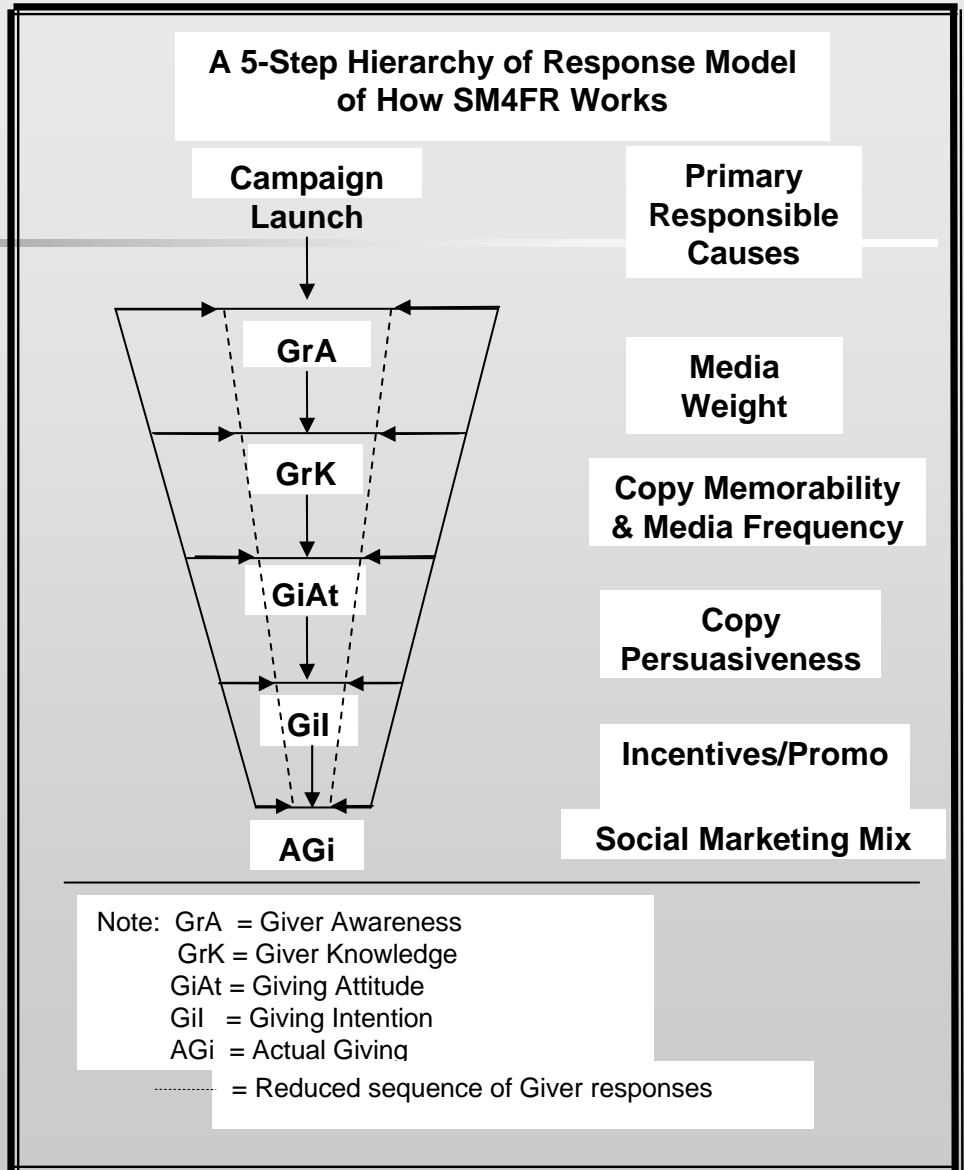 A 5-Step Hierarchy of Response Model
of How SM4FR Works
Campaign
Launch
Primary
Responsible
Causes
GrA
Media
Weight
GrK
Copy Memorability
& Media Frequency
GiAt
Copy
Persuasiveness
GiI
Incentives/Promo
AGi
Social Marketing Mix
Note: GrA = Giver Awareness
GrK = Giver Knowledge
GiAt = Giving Attitude
GiI = Giving Intention
AGi = Actual Giving
= Reduced sequence of Giver responses